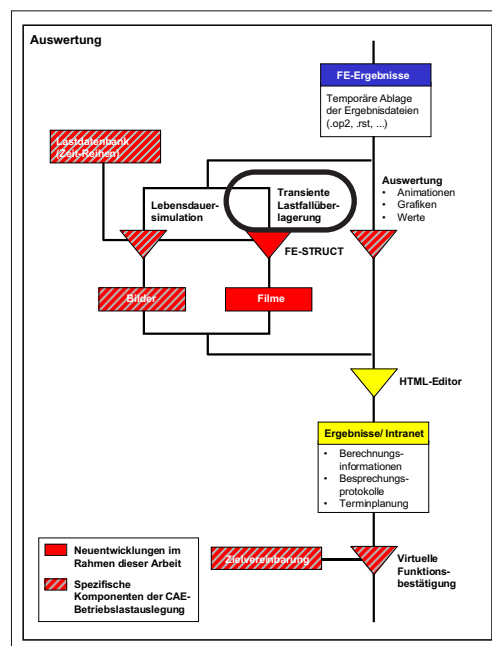 Auswertung
FE-Ergebnisse
Temporäre Ablage
der Ergebnisdateien
(.op2, .rst, ...)
Lastdatenbank
(Zeit-Reihen)
Lebensdauer-
simulation
Transiente
Lastfallüber-
lagerung
Auswertung
• Animationen
• Grafiken
• Werte
FE-STRUCT
Bilder
Filme
HTML-Editor
Ergebnisse/ Intranet
• Berechnungs-
informationen
• Besprechungs-
protokolle
• Terminplanung
Neuentwicklungen im
Rahmen dieser Arbeit
Spezifische
Komponenten der CAE-
Betriebslastauslegung
Zielvereinbarung
Virtuelle
Funktions-
bestätigung